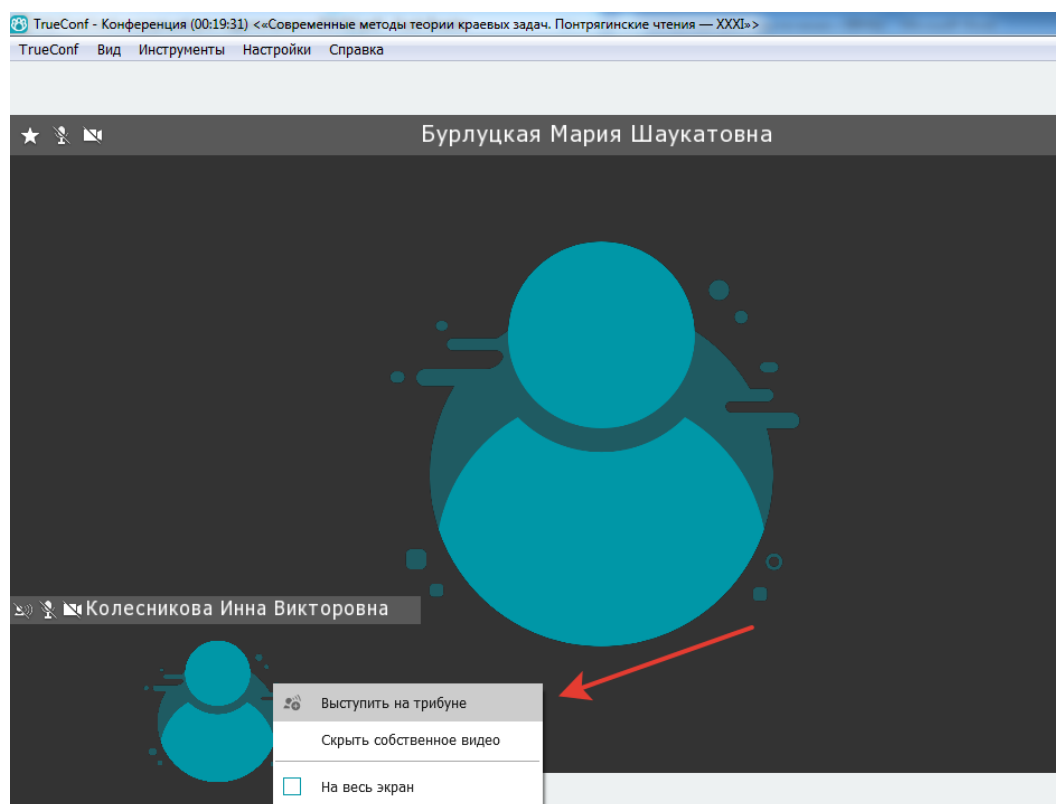 TrueConf - Конференция (00:19:31) <«Современные методы теории краевых задач. Понтрягинские чтения — XXXI»>
TrueConf Вид Инструменты Настройки Справка
Бурлуцкая Мария Шаукатовна
Колесникова Инна Викторовна
Выступить на трибуне
Скрыть собственное видео
На весь экран